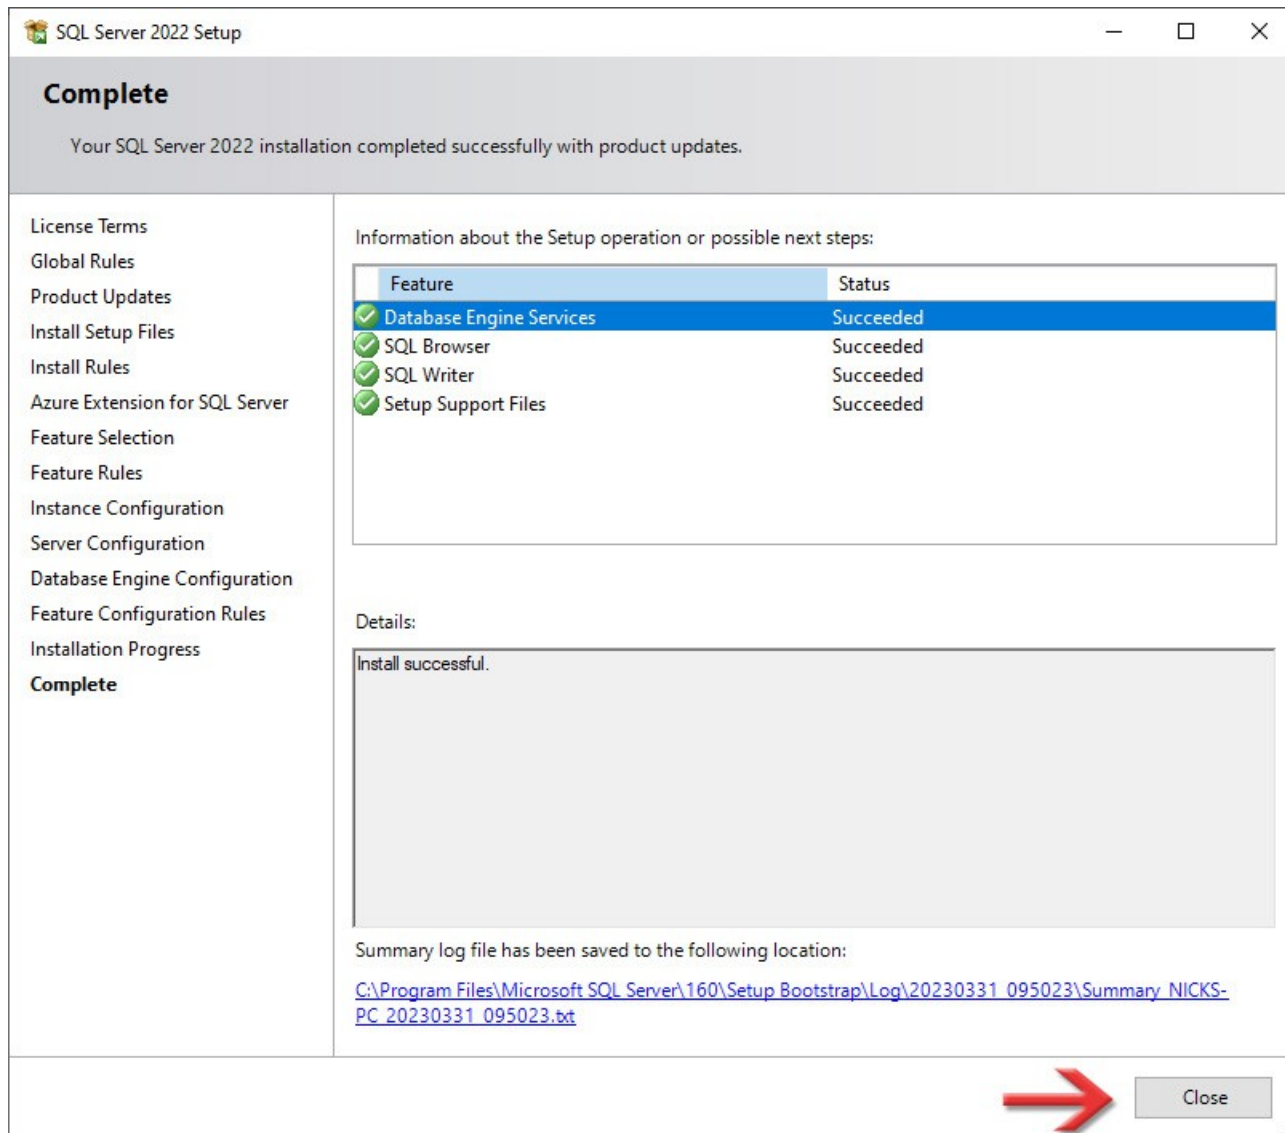 SQL Server 2022 Setup
Complete
Your SQL Server 2022 installation completed successfully with product updates.
License Terms
Global Rules
Product Updates
Install Setup Files
Install Rules
Azure Extension for SQL Server
Feature Selection
Feature Rules
Instance Configuration
Server Configuration
Database Engine Configuration
Feature Configuration Rules
Installation Progress
Complete
Information about the Setup operation or possible next steps:
Feature Status
Database Engine Services Succeeded
SQL Browser Succeeded
SQL Writer Succeeded
Setup Support Files Succeeded
Details:
Install successful.
Summary log file has been saved to the following location:
C:\Program Files\Microsoft SQL Server\160\Setup Bootstrap\Log\20230331_095023\Summary_NICKS-
PC_20230331_095023.txt
Close